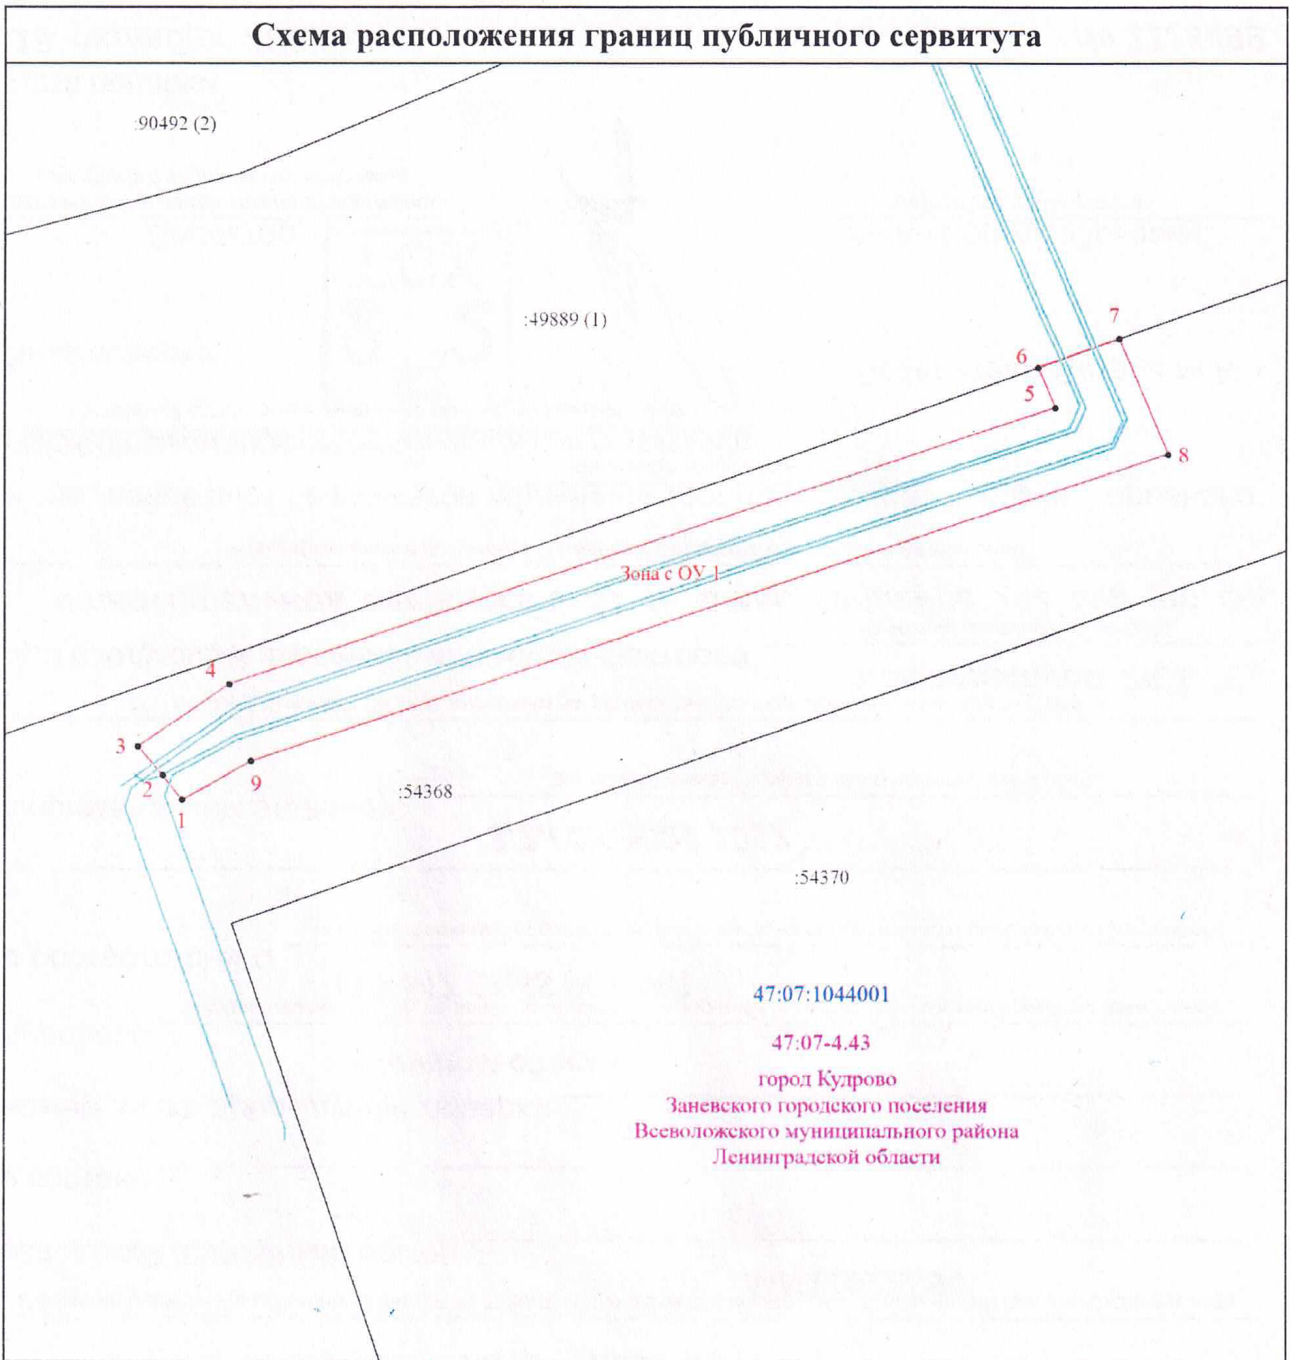 Схема расположения границ публичного сервитута
:90492 (2)
:49889 (1)
7
6
5
8
Зона с ОУ 1
4
3
2
9
1
:54368
:54370
47:07:1044001
47:07-4.43
город Кудрово
Заневского городского поселения
Всеволожского муниципального района
Ленинградской области